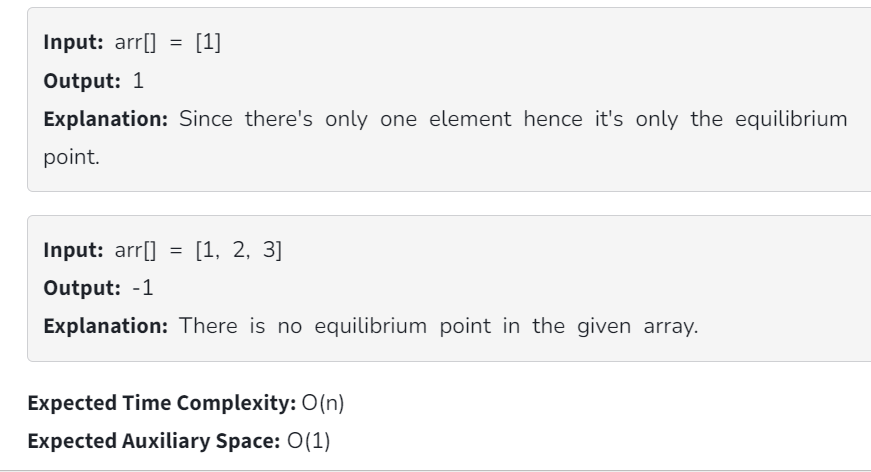 Input: arr[] = [1]
Output: 1
Explanation: Since there's only one element hence it's only the equilibrium
point.
Input: arr[] = [1, 2, 3]
Output: -1
Explanation: There is no equilibrium point in the given array.
Expected Time Complexity: O(n)
Expected Auxiliary Space: O(1)